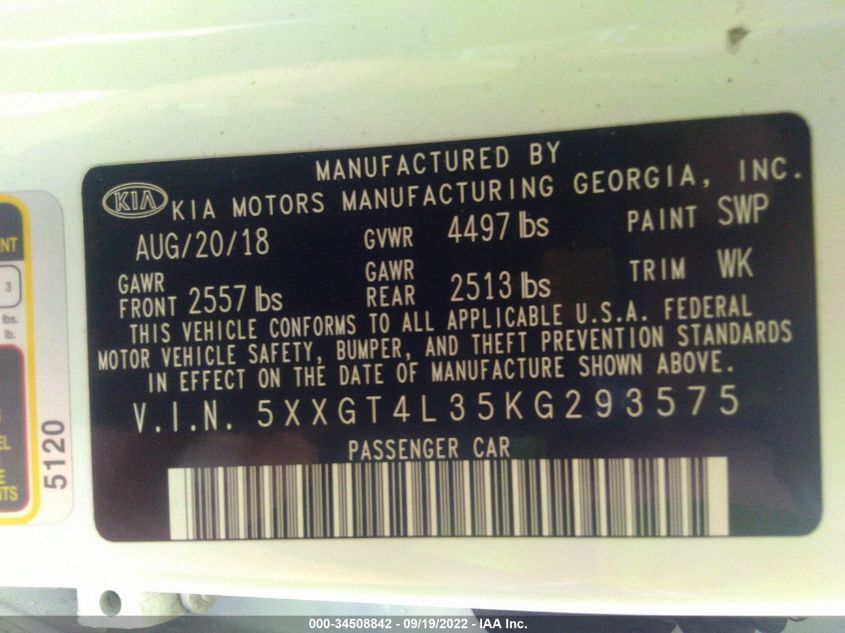 MANUFACTURED BY
KIA KIA MOTORS MANUFACTURING GEORGIA, INC.
AUG/20/18 GVWR 4497 lbs PAINT SWP
GAWR FRONT 2557 lbs GAWR REAR 2513 lbs TRIM WK
THIS VEHICLE CONFORMS TO ALL APPLICABLE U.S.A. FEDERAL
MOTOR VEHICLE SAFETY, BUMPER, AND THEFT PREVENTION STANDARDS
IN EFFECT ON THE DATE OF MANUFACTURE SHOWN ABOVE.
V.I.N. 5XXGT4L35KG293575
PASSENGER CAR
3
lbs.
lb.
5120
000-34508842 - 09/19/2022 - IAA Inc.